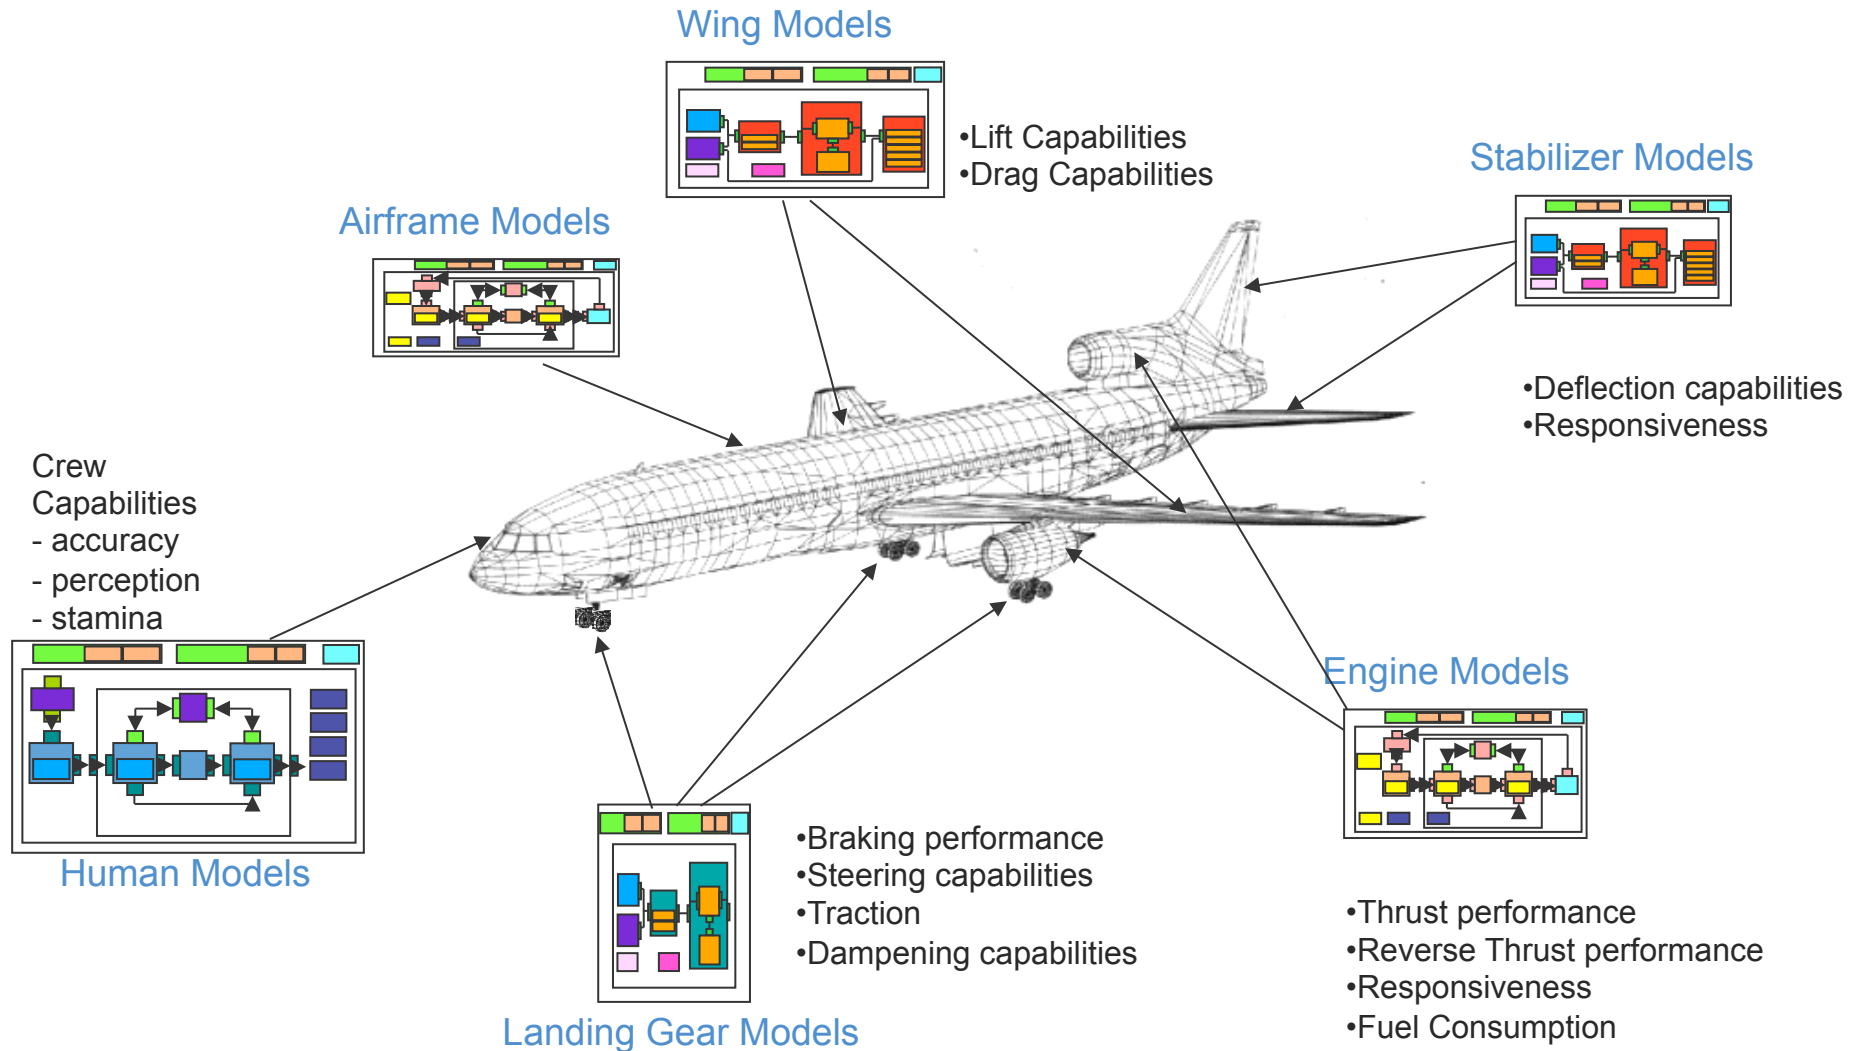 Wing Models
•Lift Capabilities
•Drag Capabilities
Stabilizer Models
•Deflection capabilities
•Responsiveness
Airframe Models
Crew
Capabilities
- accuracy
- perception
- stamina
Human Models
Landing Gear Models
•Braking performance
•Steering capabilities
•Traction
•Dampening capabilities
Engine Models
•Thrust performance
•Reverse Thrust performance
•Responsiveness
•Fuel Consumption